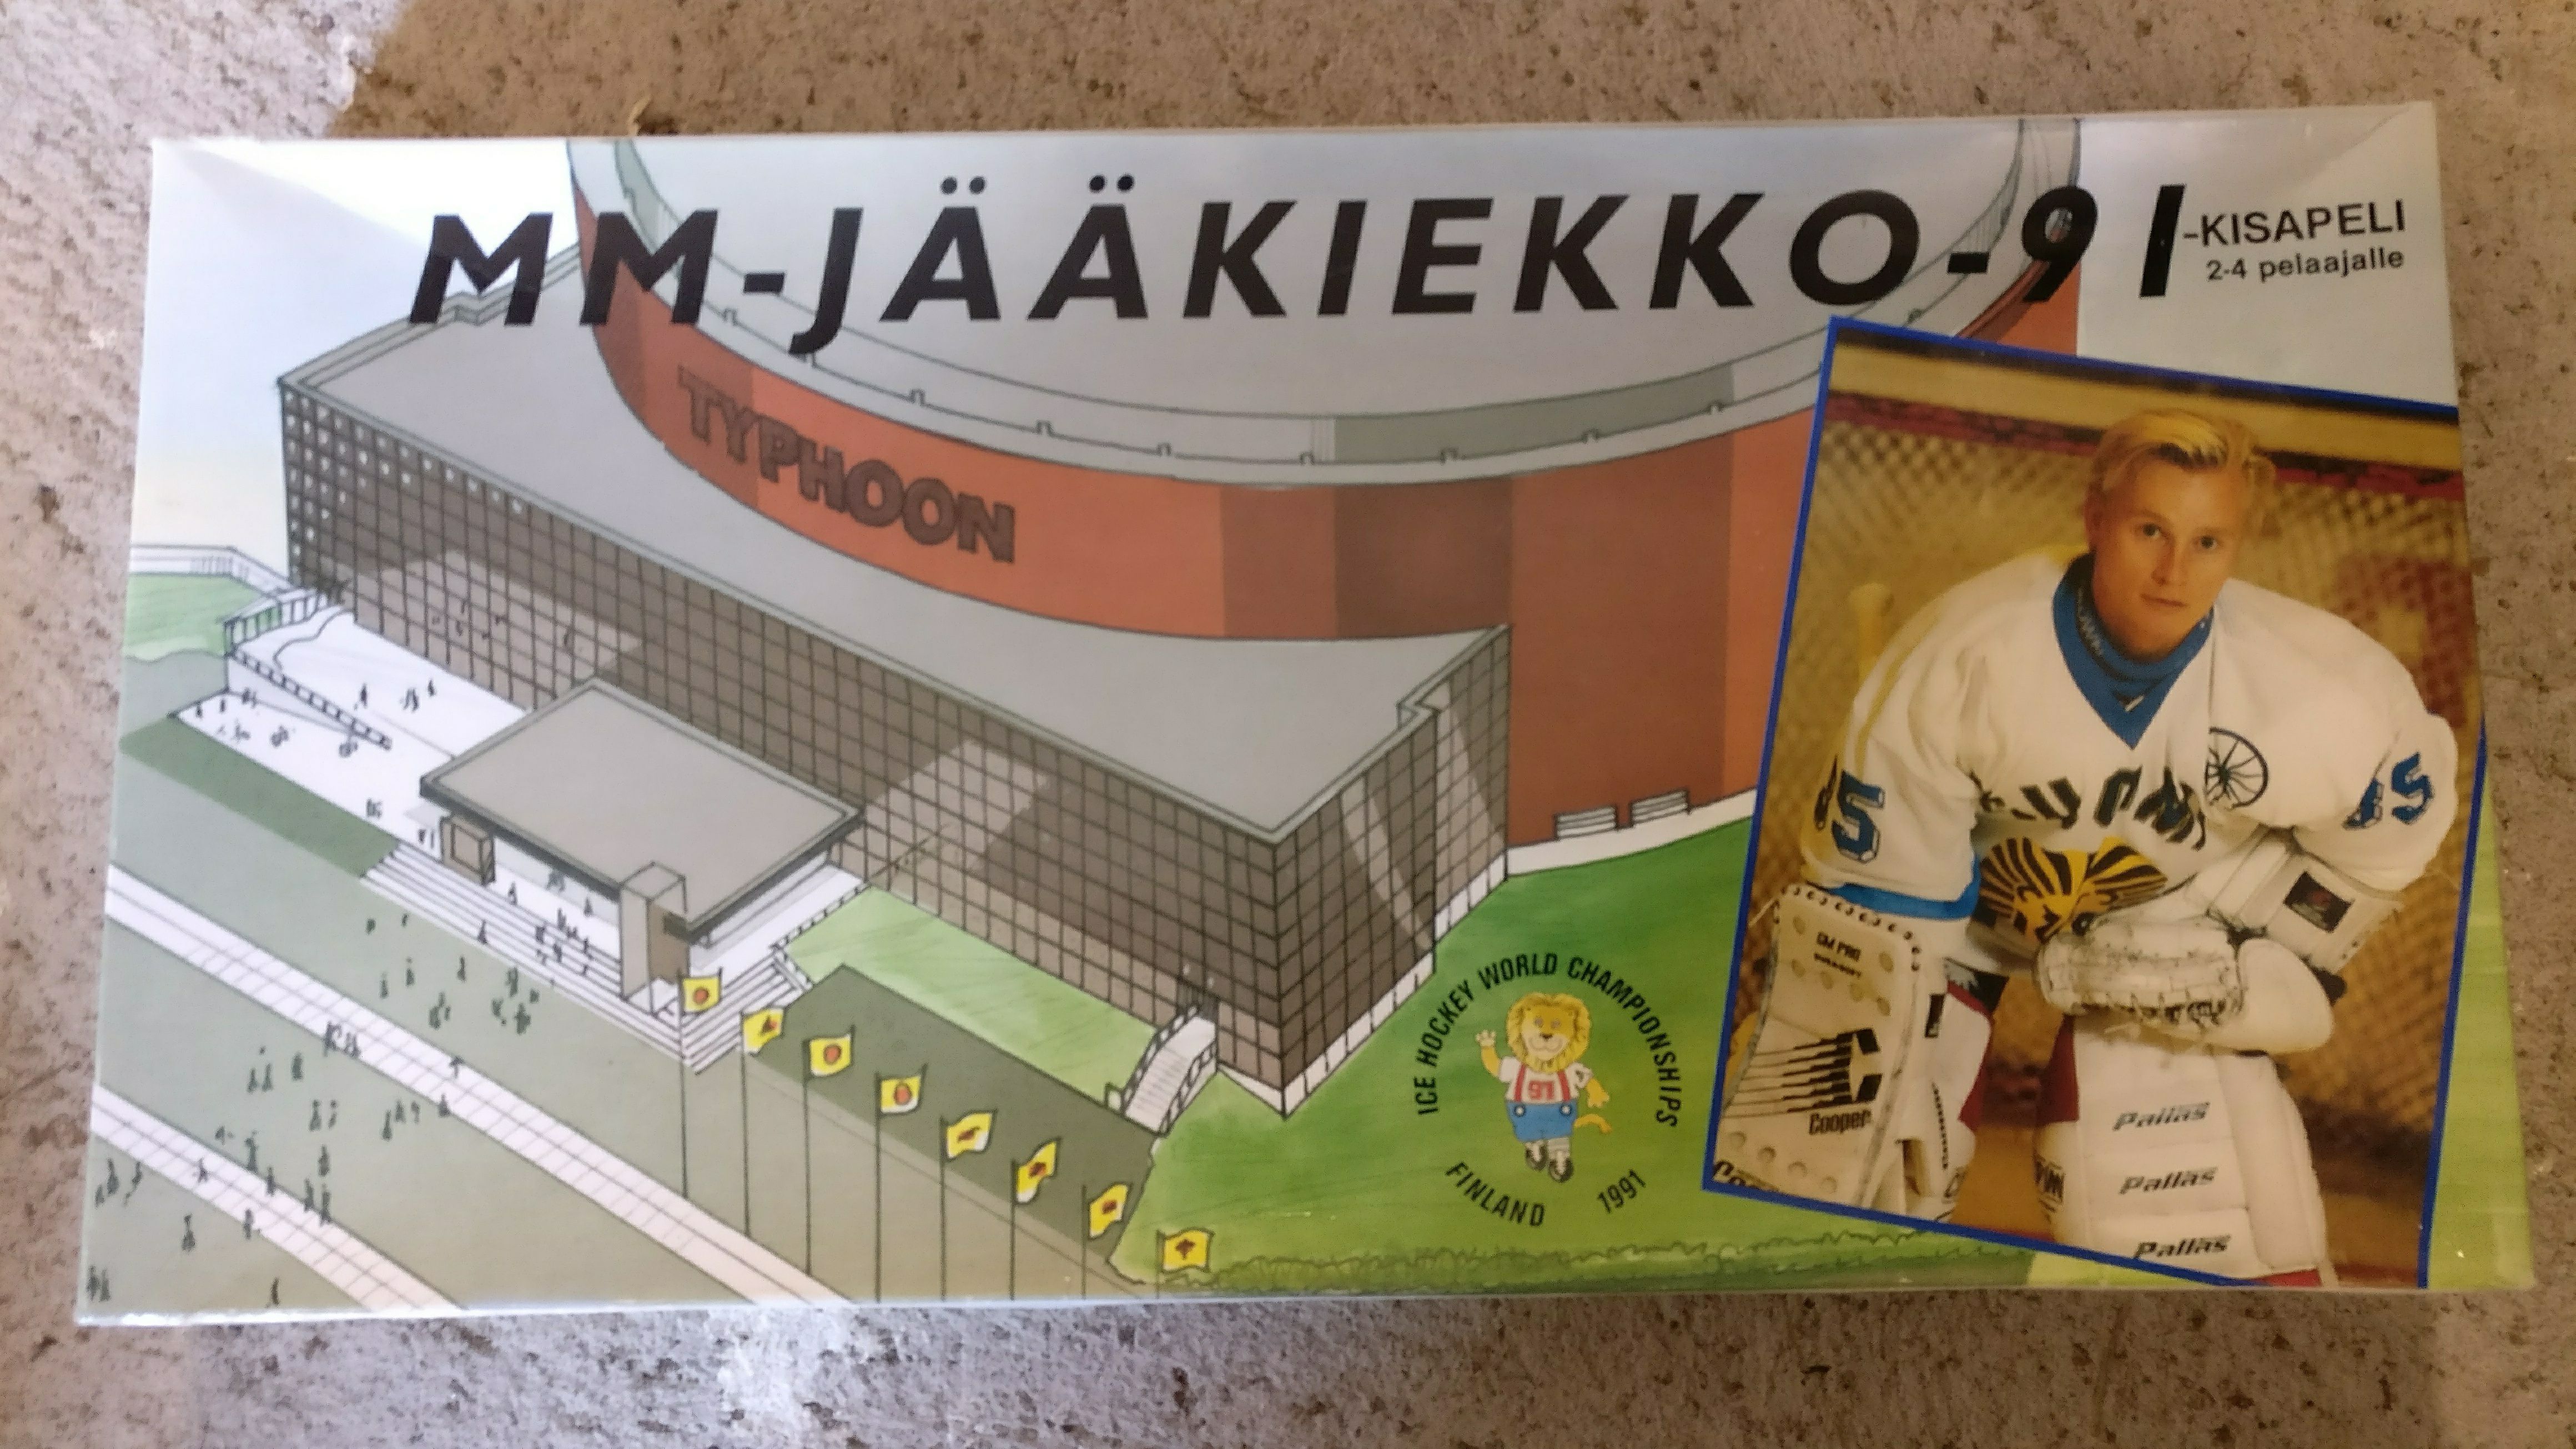 MM-JÄÄKIEKKO-91
-KISAPELI
2-4 pelaajalle
TYPHOON
ICE HOCKEY WORLD CHAMPIONSHIPS
91
FINLAND 1991
5
Cooper
Pallas
Pallas
Pallas